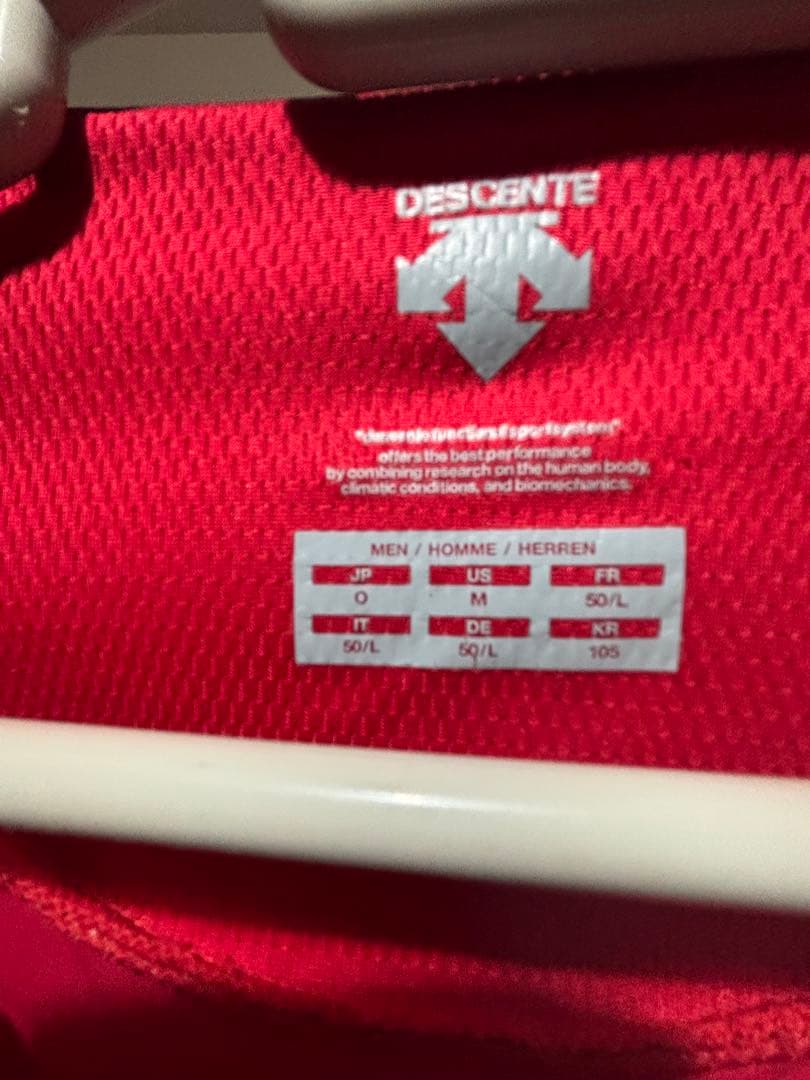 DESCENTE
offers the best performance
by combining research on the human body,
climatic conditions, and biomechanics.
MEN / HOMME / HERREN
JP US FR
O M 50/L
IT DE KR
50/L 50/L 105